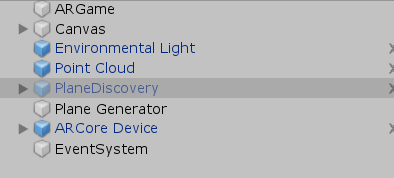 ARGame
Canvas
Environmental Light
Point Cloud
PlaneDiscovery
Plane Generator
ARCore Device
EventSystem